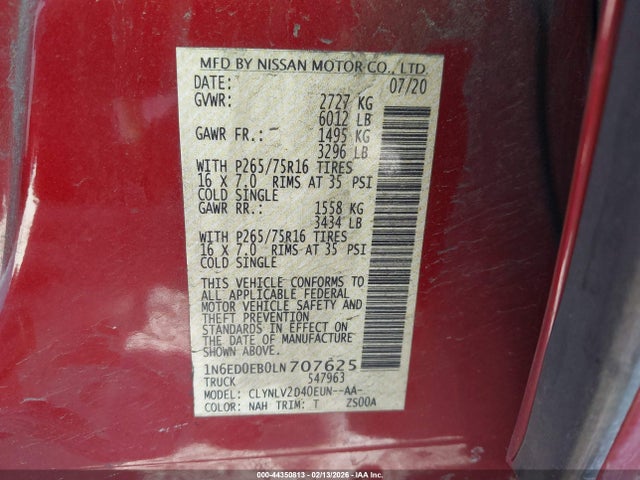 MFD BY NISSAN MOTOR CO., LTD.
DATE: 07/20
GVWR: 2727 KG
6012 LB
GAWR FR.: 1495 KG
3296 LB
WITH P265/75R16 TIRES
16 X 7.0 RIMS AT 35 PSI
COLD SINGLE
GAWR RR.: 1558 KG
3434 LB
WITH P265/75R16 TIRES
16 X 7.0 RIMS AT 35 PSI
COLD SINGLE
THIS VEHICLE CONFORMS TO
ALL APPLICABLE FEDERAL
MOTOR VEHICLE SAFETY AND
THEFT PREVENTION
STANDARDS IN EFFECT ON
THE DATE OF MANUFACTURE
SHOWN ABOVE.
1N6ED0EB0LN707625
TRUCK 547963
MODEL: CLYNLV2D40EUN--AA-
COLOR: NAH TRIM: T ZS00A
000-44350813 - 02/13/2026 - IAA Inc.